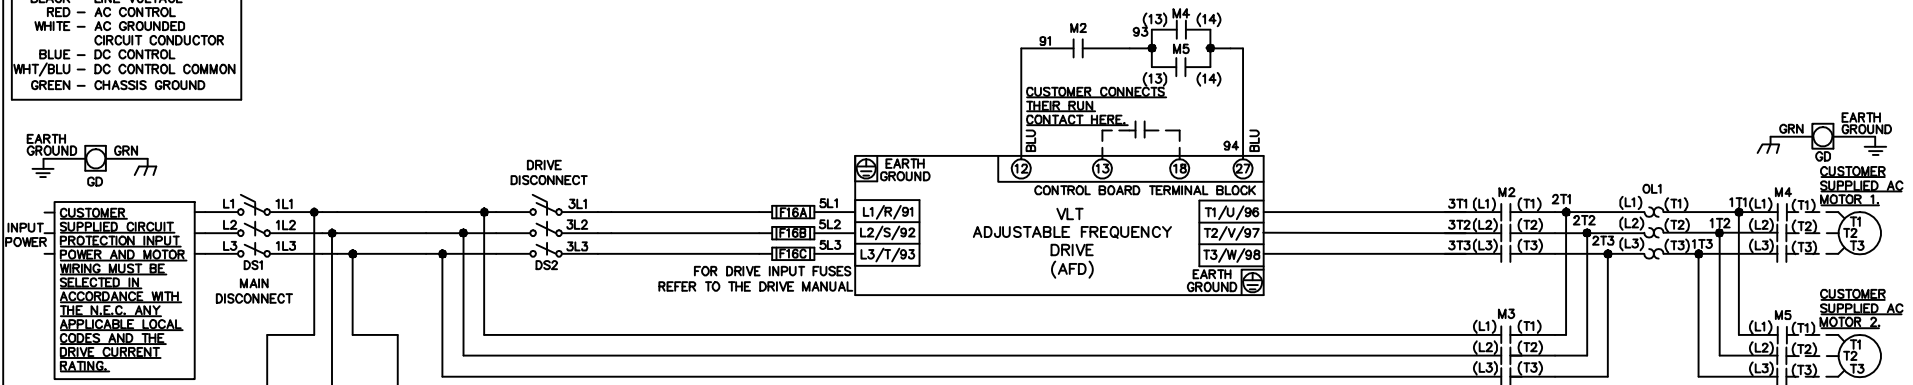 RED – AC CONTROL
WHITE – AC GROUNDED
CIRCUIT CONDUCTOR
BLUE – DC CONTROL
WHT/BLU – DC CONTROL COMMON
GREEN – CHASSIS GROUND
(13) M4 (14)
91 M2 93
M5
(13) (14)
CUSTOMER CONNECTS
THEIR RUN
CONTACT HERE.
BLU
94 BLU
EARTH
GROUND
GRN
GD
GRN
EARTH
GROUND
GD
DRIVE
DISCONNECT
EARTH
GROUND
12 13 18 27
CONTROL BOARD TERMINAL BLOCK
INPUT
POWER
CUSTOMER
SUPPLIED CIRCUIT
PROTECTION INPUT
POWER AND MOTOR
WIRING MUST BE
SELECTED IN
ACCORDANCE WITH
THE N.E.C. ANY
APPLICABLE LOCAL
CODES AND THE
DRIVE CURRENT
RATING.
L1 1L1
L2 1L2
L3 1L3
DS1
MAIN
DISCONNECT
3L1
3L2
3L3
DS2
F16A 5L1
F16B 5L2
F16C 5L3
FOR DRIVE INPUT FUSES
REFER TO THE DRIVE MANUAL
L1/R/91
L2/S/92
L3/T/93
VLT
ADJUSTABLE FREQUENCY
DRIVE
(AFD)
T1/U/96
T2/V/97
T3/W/98
EARTH
GROUND
M2
3T1 (L1) (T1) 2T1
3T2 (L2) (T2) 2T2
3T3 (L3) (T3) 2T3
OL1
(L1) (T1) 1T1
(L2) (T2) 1T2
(L3) (T3) 1T3
M4
(L1) (T1)
(L2) (T2)
(L3) (T3)
CUSTOMER
SUPPLIED AC
MOTOR 1.
T1
T2
T3
M3
(L1) (T1)
(L2) (T2)
(L3) (T3)
M5
(L1) (T1)
(L2) (T2)
(L3) (T3)
CUSTOMER
SUPPLIED AC
MOTOR 2.
T1
T2
T3